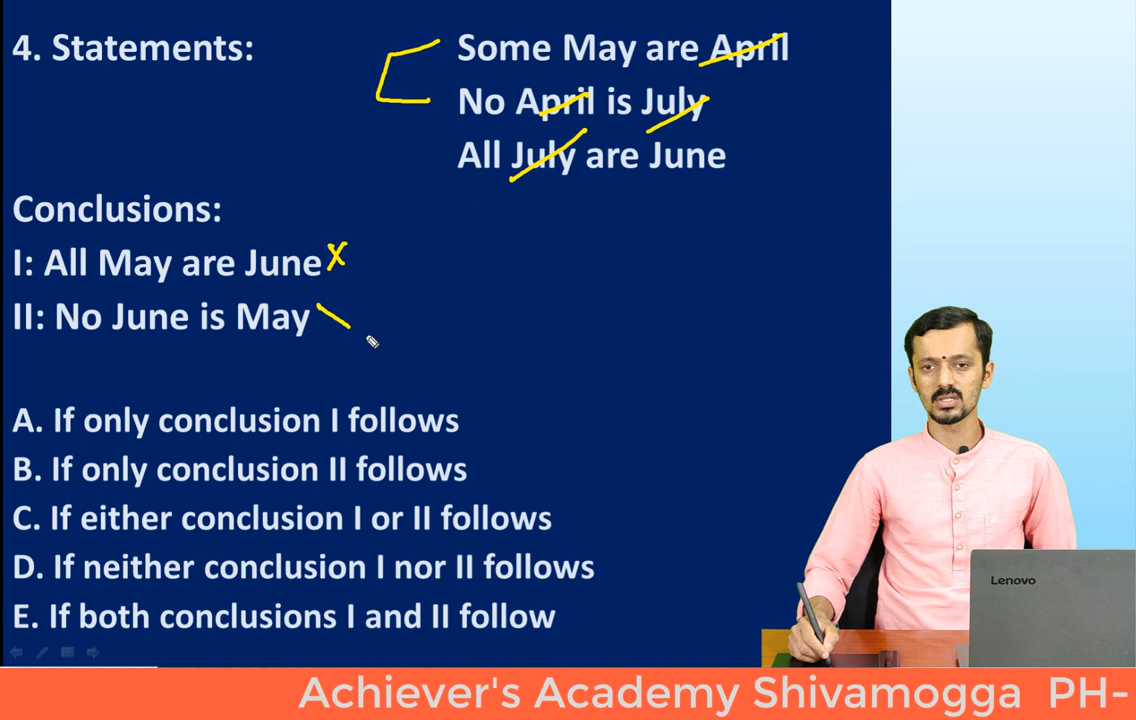 4. Statements: Some May are April
No April is July
All July are June
Conclusions:
I: All May are June X
II: No June is May
A. If only conclusion I follows
B. If only conclusion II follows
C. If either conclusion I or II follows
D. If neither conclusion I nor II follows
E. If both conclusions I and II follow
Lenovo
Achiever's Academy Shivamogga PH-